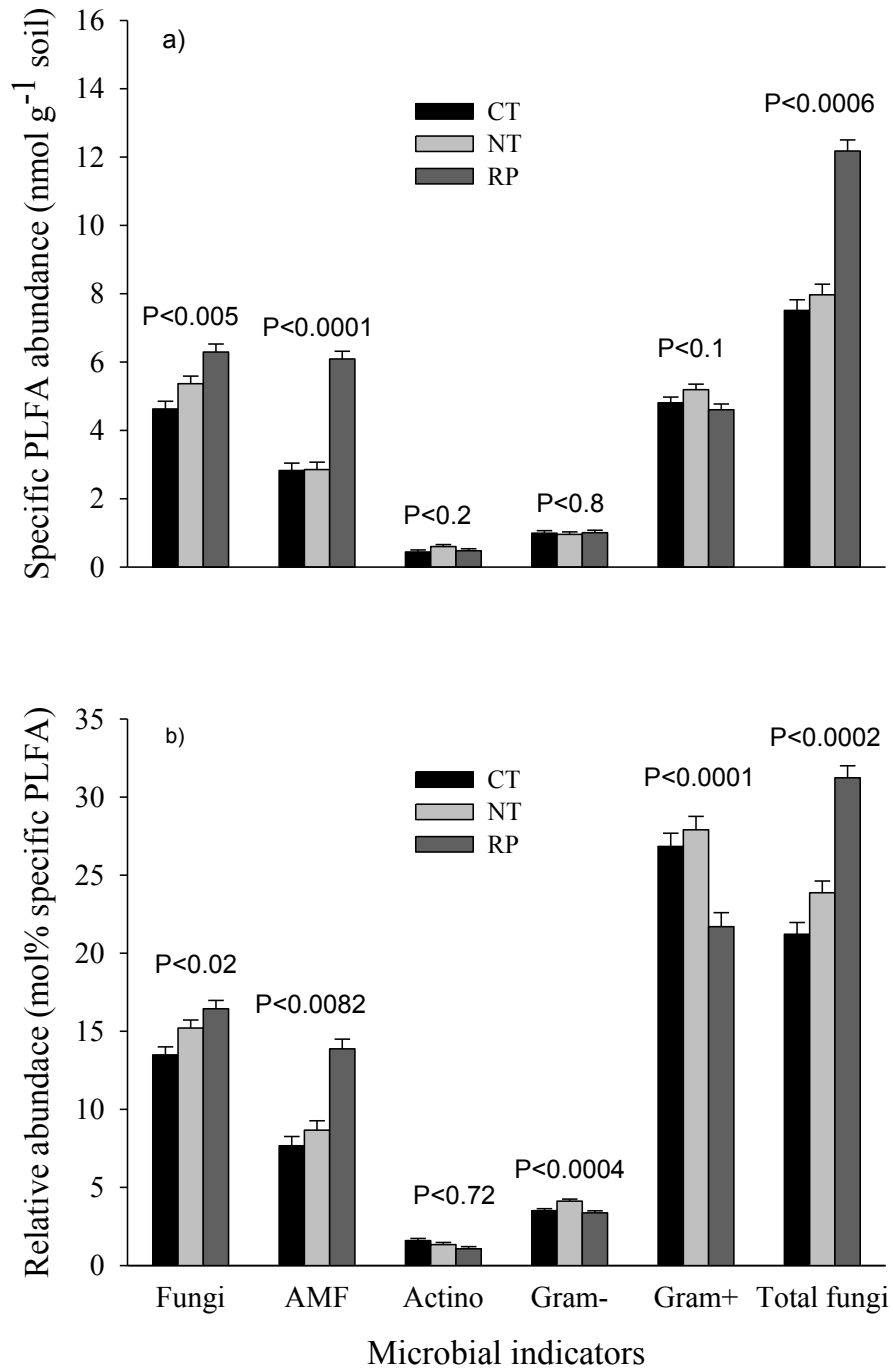 a)
Specific PLFA abundance (nmol g-1 soil)
16
14
12
10
8
6
4
2
0
CT
NT
RP
P<0.005
P<0.0001
P<0.2
P<0.8
P<0.1
P<0.0006
b)
Relative abundace (mol% specific PLFA)
35
30
25
20
15
10
5
0
CT
NT
RP
P<0.02
P<0.0082
P<0.72
P<0.0004
P<0.0001
P<0.0002
Fungi AMF Actino Gram- Gram+ Total fungi
Microbial indicators